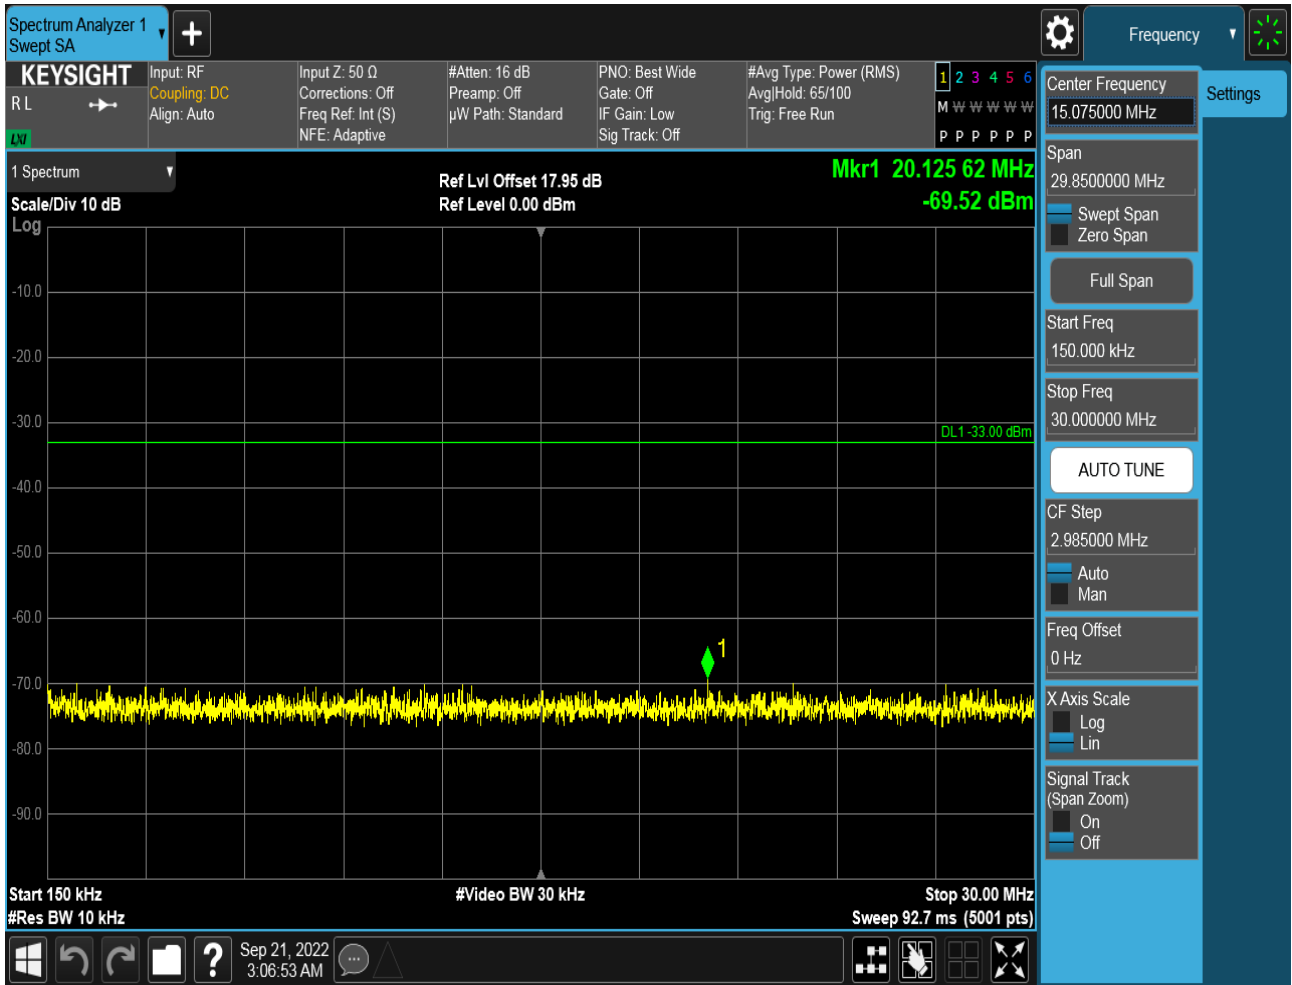 Spectrum Analyzer 1
Swept SA
Frequency
KEYSIGHT
R L
LXI
Input: RF
Coupling: DC
Align: Auto
Input Z: 50 Ω
Corrections: Off
Freq Ref: Int (S)
NFE: Adaptive
#Atten: 16 dB
Preamp: Off
µW Path: Standard
PNO: Best Wide
Gate: Off
IF Gain: Low
Sig Track: Off
#Avg Type: Power (RMS)
Avg|Hold: 65/100
Trig: Free Run
1 2 3 4 5 6
M W W W W W
P P P P P P
1 Spectrum
Scale/Div 10 dB
Log
Ref Lvl Offset 17.95 dB
Ref Level 0.00 dBm
Mkr1 20.125 62 MHz
-69.52 dBm
-10.0
-20.0
-30.0
DL1 -33.00 dBm
-40.0
-50.0
-60.0
1
-70.0
-80.0
-90.0
Start 150 kHz
#Video BW 30 kHz
Stop 30.00 MHz
#Res BW 10 kHz
Sweep 92.7 ms (5001 pts)
?
Sep 21, 2022
3:06:53 AM
Center Frequency
15.075000 MHz
Settings
Span
29.8500000 MHz
Swept Span
Zero Span
Full Span
Start Freq
150.000 kHz
Stop Freq
30.000000 MHz
AUTO TUNE
CF Step
2.985000 MHz
Auto
Man
Freq Offset
0 Hz
X Axis Scale
Log
Lin
Signal Track
(Span Zoom)
On
Off